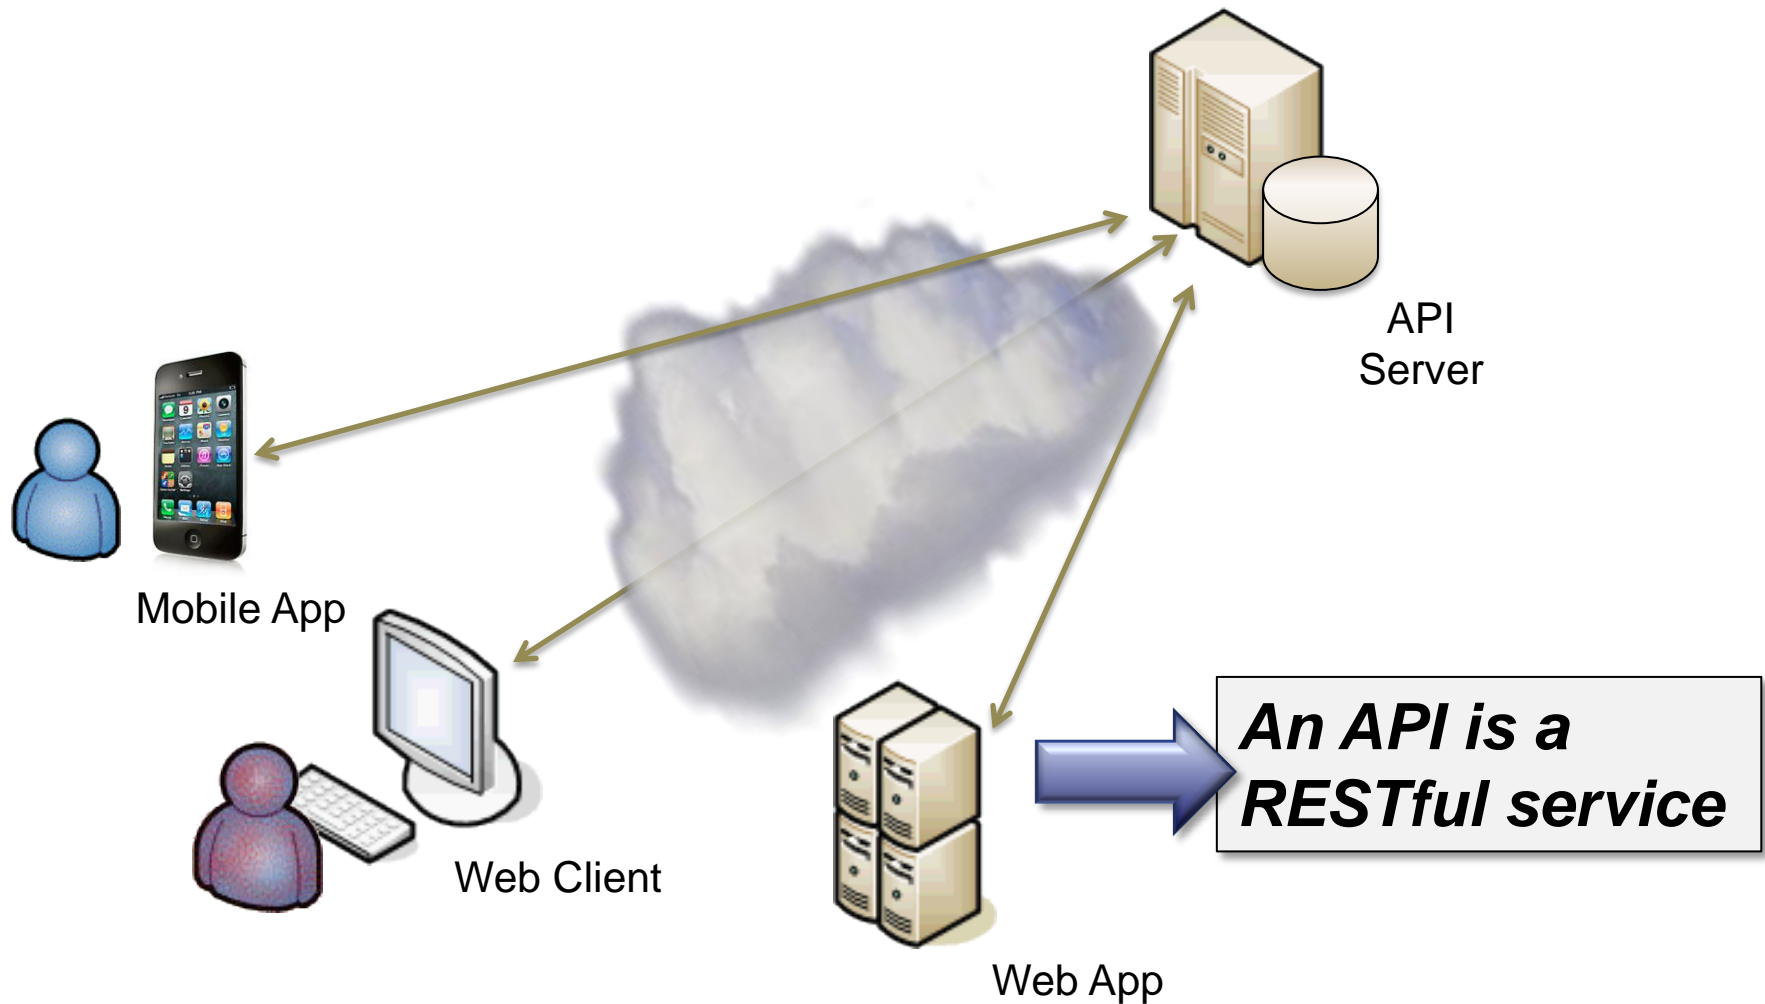 API
Server
Mobile App
Web Client
An API is a
RESTful service
Web App